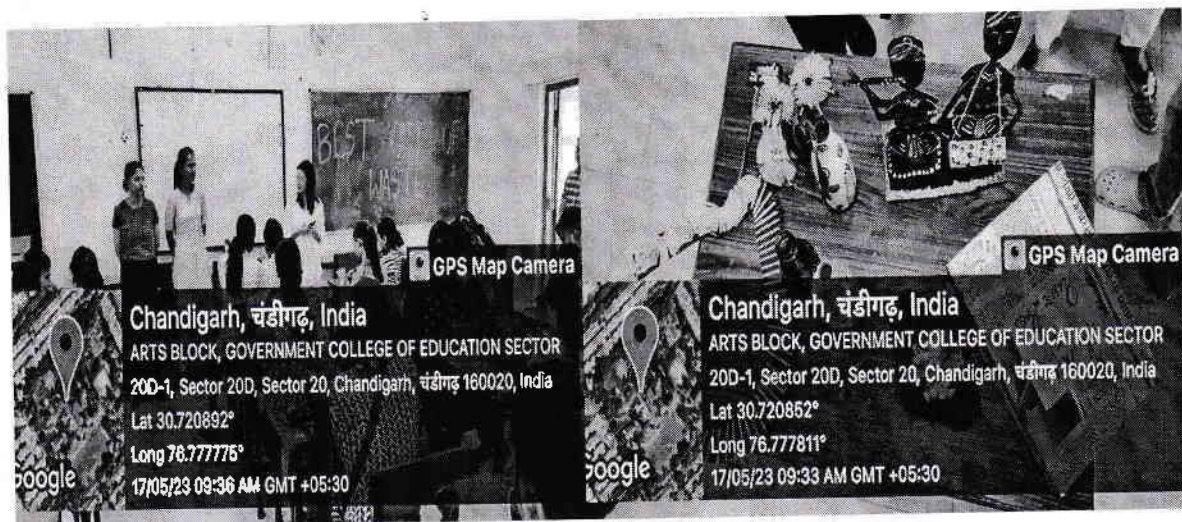 BEST OUT OF
WASTE
GPS Map Camera
Chandigarh, चंडीगढ़, India
ARTS BLOCK, GOVERNMENT COLLEGE OF EDUCATION SECTOR
20D-1, Sector 20D, Sector 20, Chandigarh, चंडीगढ़ 160020, India
Lat 30.720892°
Long 76.777775°
17/05/23 09:36 AM GMT +05:30
Google
GPS Map Camera
Chandigarh, चंडीगढ़, India
ARTS BLOCK, GOVERNMENT COLLEGE OF EDUCATION SECTOR
20D-1, Sector 20D, Sector 20, Chandigarh, चंडीगढ़ 160020, India
Lat 30.720852°
Long 76.777811°
17/05/23 09:33 AM GMT +05:30
Google